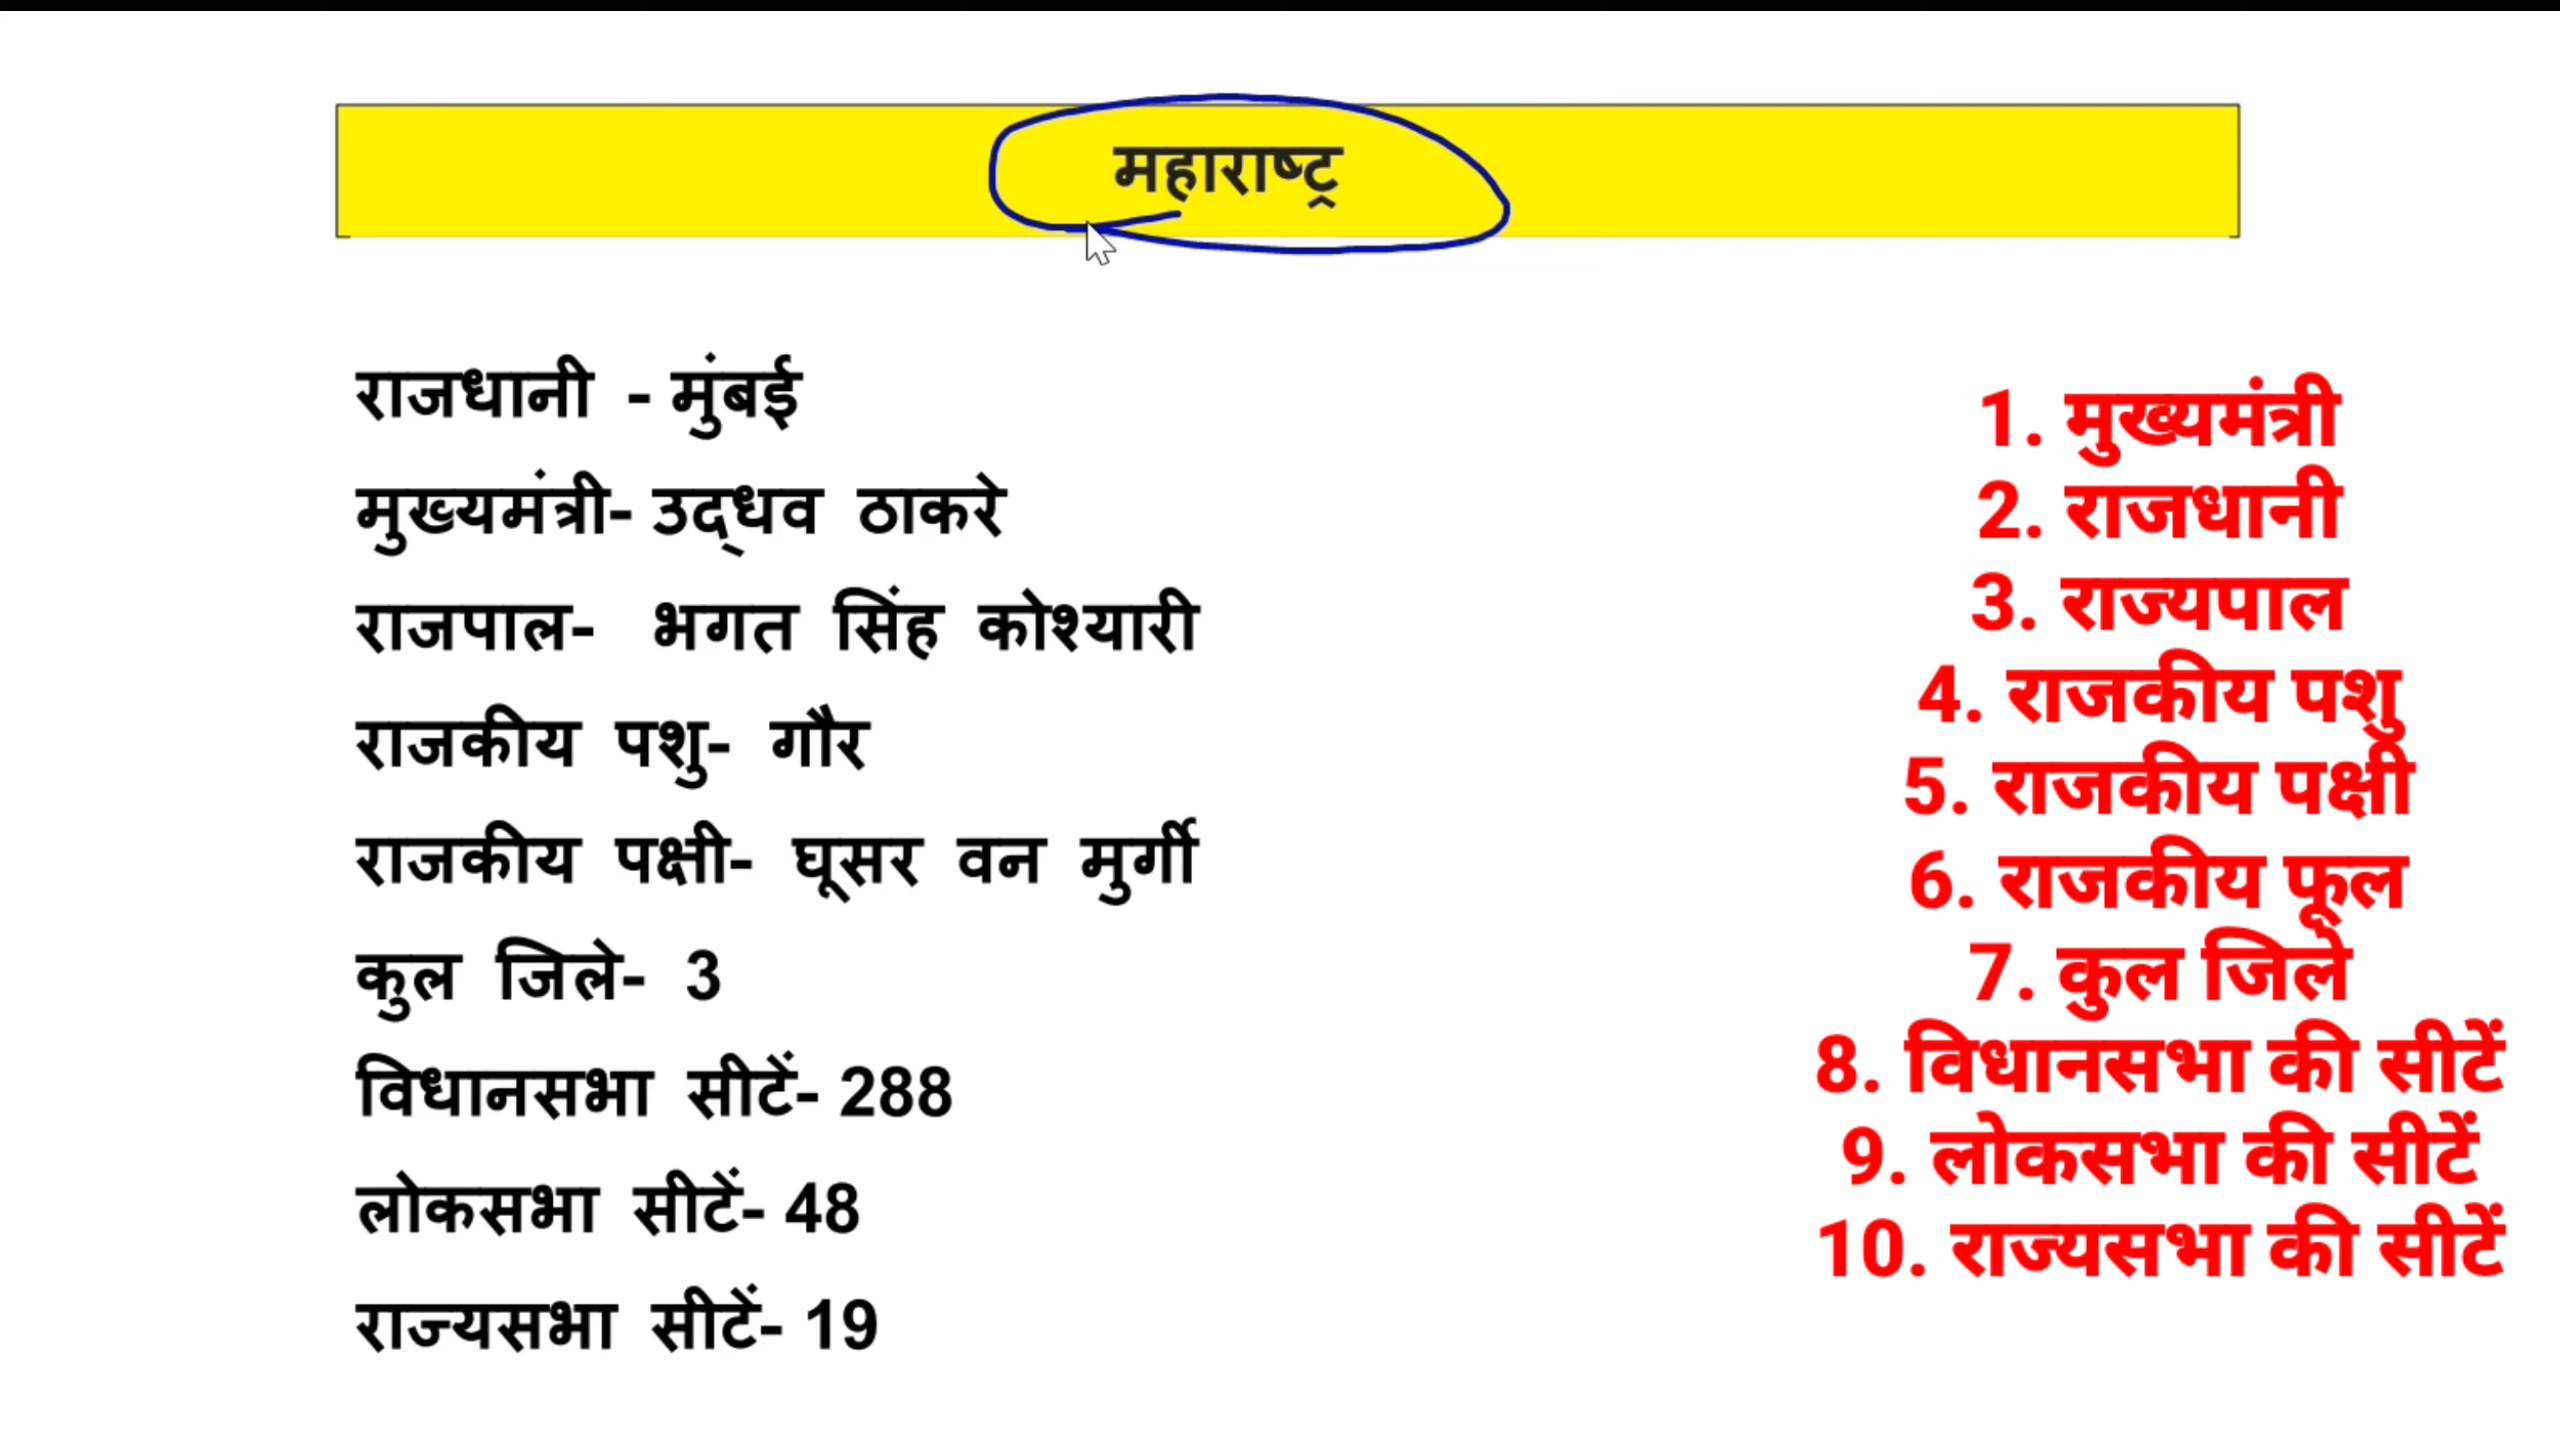 महाराष्ट्र
राजधानी - मुंबई
मुख्यमंत्री- उद्धव ठाकरे
राजपाल- भगत सिंह कोश्यारी
राजकीय पशु- गौर
राजकीय पक्षी- घूसर वन मुर्गी
कुल जिले- 3
विधानसभा सीटें- 288
लोकसभा सीटें- 48
राज्यसभा सीटें- 19
1. मुख्यमंत्री
2. राजधानी
3. राज्यपाल
4. राजकीय पशु
5. राजकीय पक्षी
6. राजकीय फूल
7. कुल जिले
8. विधानसभा की सीटें
9. लोकसभा की सीटें
10. राज्यसभा की सीटें